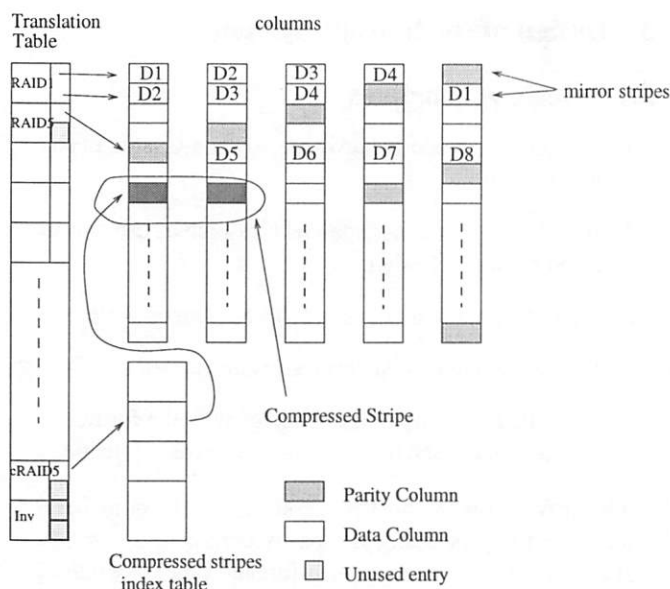 Translation
Table
columns
RAID1
D1 D2 D3 D4
D2 D3 D4 D1
mirror stripes
RAID5
D5 D6 D7 D8
Compressed Stripe
cRAID5
Inv
Parity Column
Data Column
Unused entry
Compressed stripes
index table